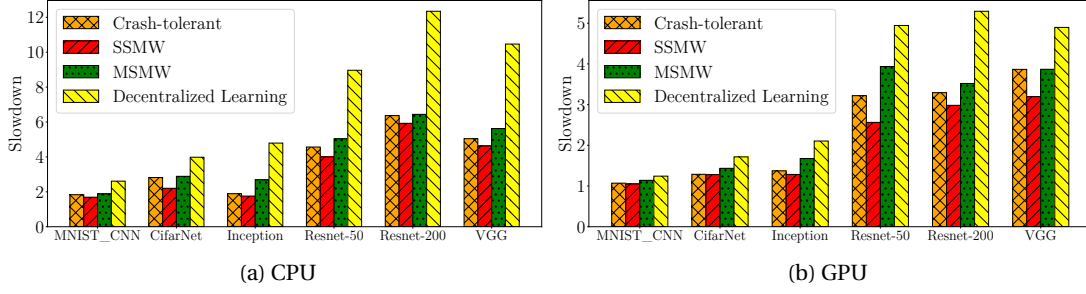 12
10
8
6
4
2
0
Slowdown
Crash-tolerant
SSMW
MSMW
Decentralized Learning
MNIST_CNN CifarNet Inception Resnet-50 Resnet-200 VGG
(a) CPU
5
4
3
2
1
0
Slowdown
Crash-tolerant
SSMW
MSMW
Decentralized Learning
MNIST_CNN CifarNet Inception Resnet-50 Resnet-200 VGG
(b) GPU